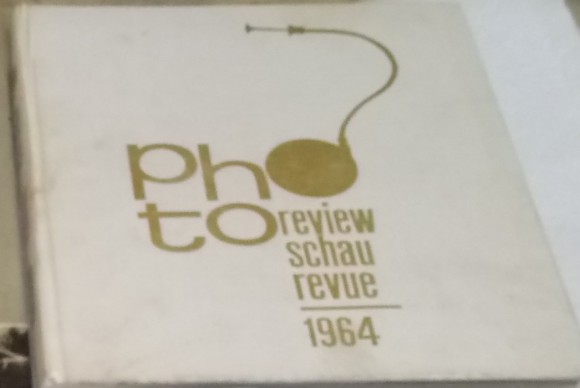 pho
to review
schau
revue
1964